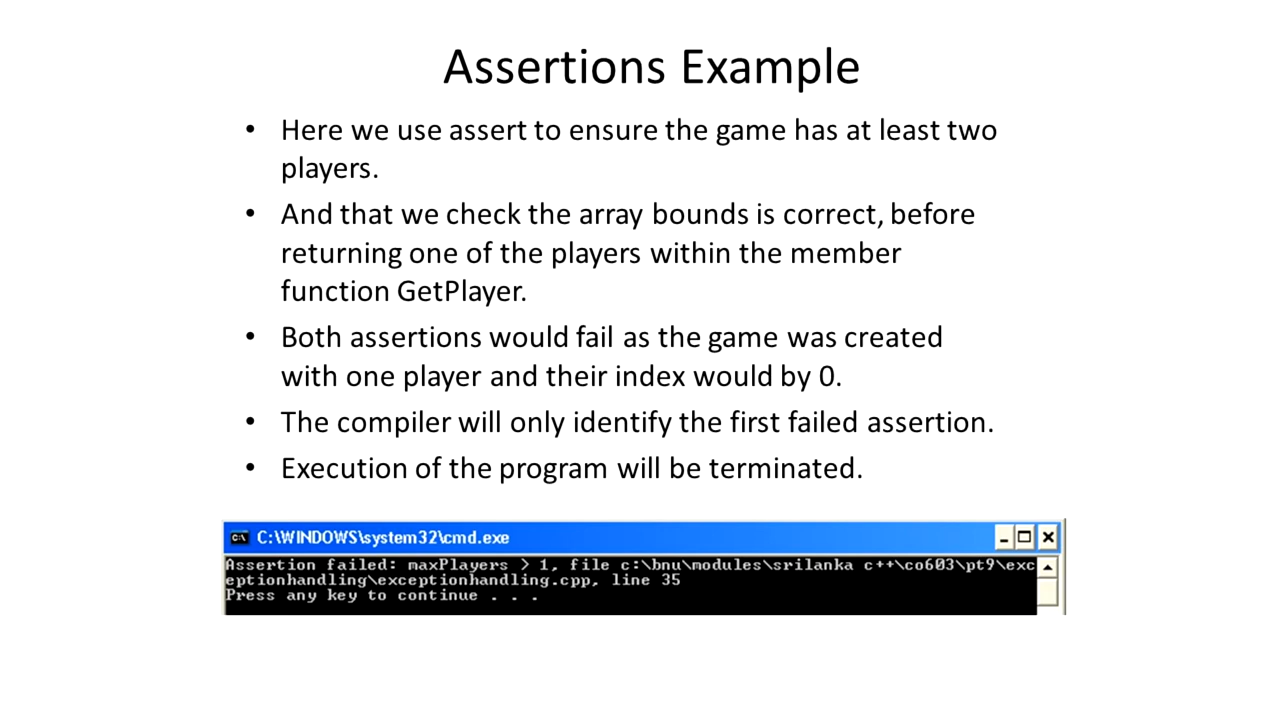 Assertions Example
• Here we use assert to ensure the game has at least two
players.
• And that we check the array bounds is correct, before
returning one of the players within the member
function GetPlayer.
• Both assertions would fail as the game was created
with one player and their index would by 0.
• The compiler will only identify the first failed assertion.
• Execution of the program will be terminated.
C:\WINDOWS\system32\cmd.exe
Assertion failed: maxPlayers > 1, file c:\bnu\modules\srilanka c++\co603\pt9\exc
eptionhandling\exceptionhandling.cpp, line 35
Press any key to continue . . .